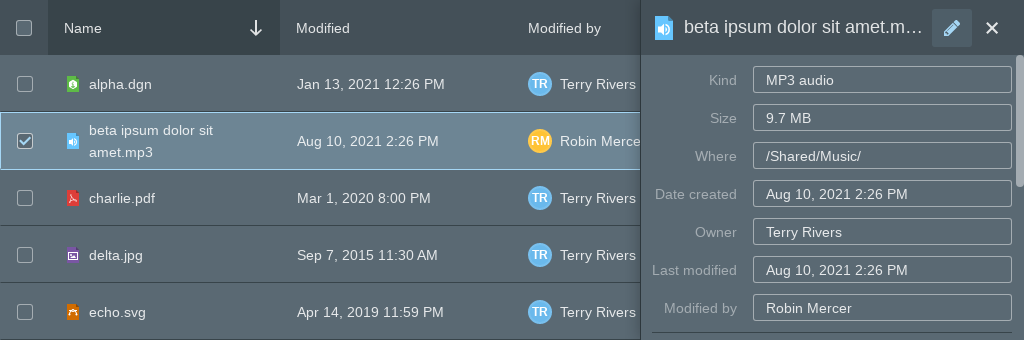 Name
Modified
Modified by
alpha.dgn
Jan 13, 2021 12:26 PM
TR
Terry Rivers
beta ipsum dolor sit
amet.mp3
Aug 10, 2021 2:26 PM
RM
Robin Merce
charlie.pdf
Mar 1, 2020 8:00 PM
TR
Terry Rivers
delta.jpg
Sep 7, 2015 11:30 AM
TR
Terry Rivers
echo.svg
Apr 14, 2019 11:59 PM
TR
Terry Rivers
beta ipsum dolor sit amet.m...
Kind
MP3 audio
Size
9.7 MB
Where
/Shared/Music/
Date created
Aug 10, 2021 2:26 PM
Owner
Terry Rivers
Last modified
Aug 10, 2021 2:26 PM
Modified by
Robin Mercer